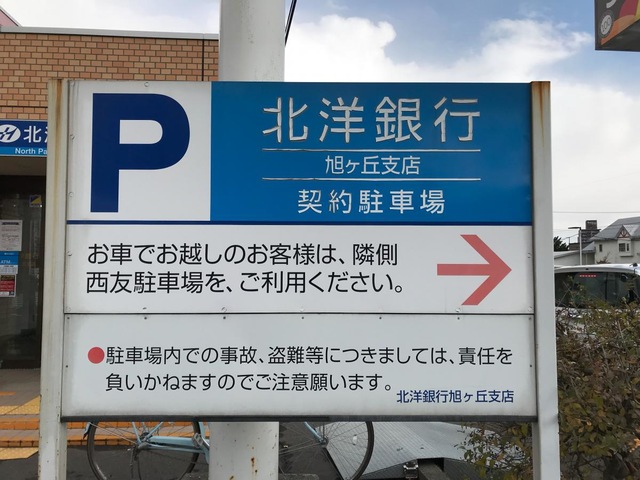 P
北洋銀行
旭ヶ丘支店
契約駐車場
お車でお越しのお客様は、隣側
西友駐車場を、ご利用ください。
●駐車場内での事故、盗難等につきましては、責任を
負いかねますのでご注意願います。
北洋銀行旭ヶ丘支店
北洋
North Pa